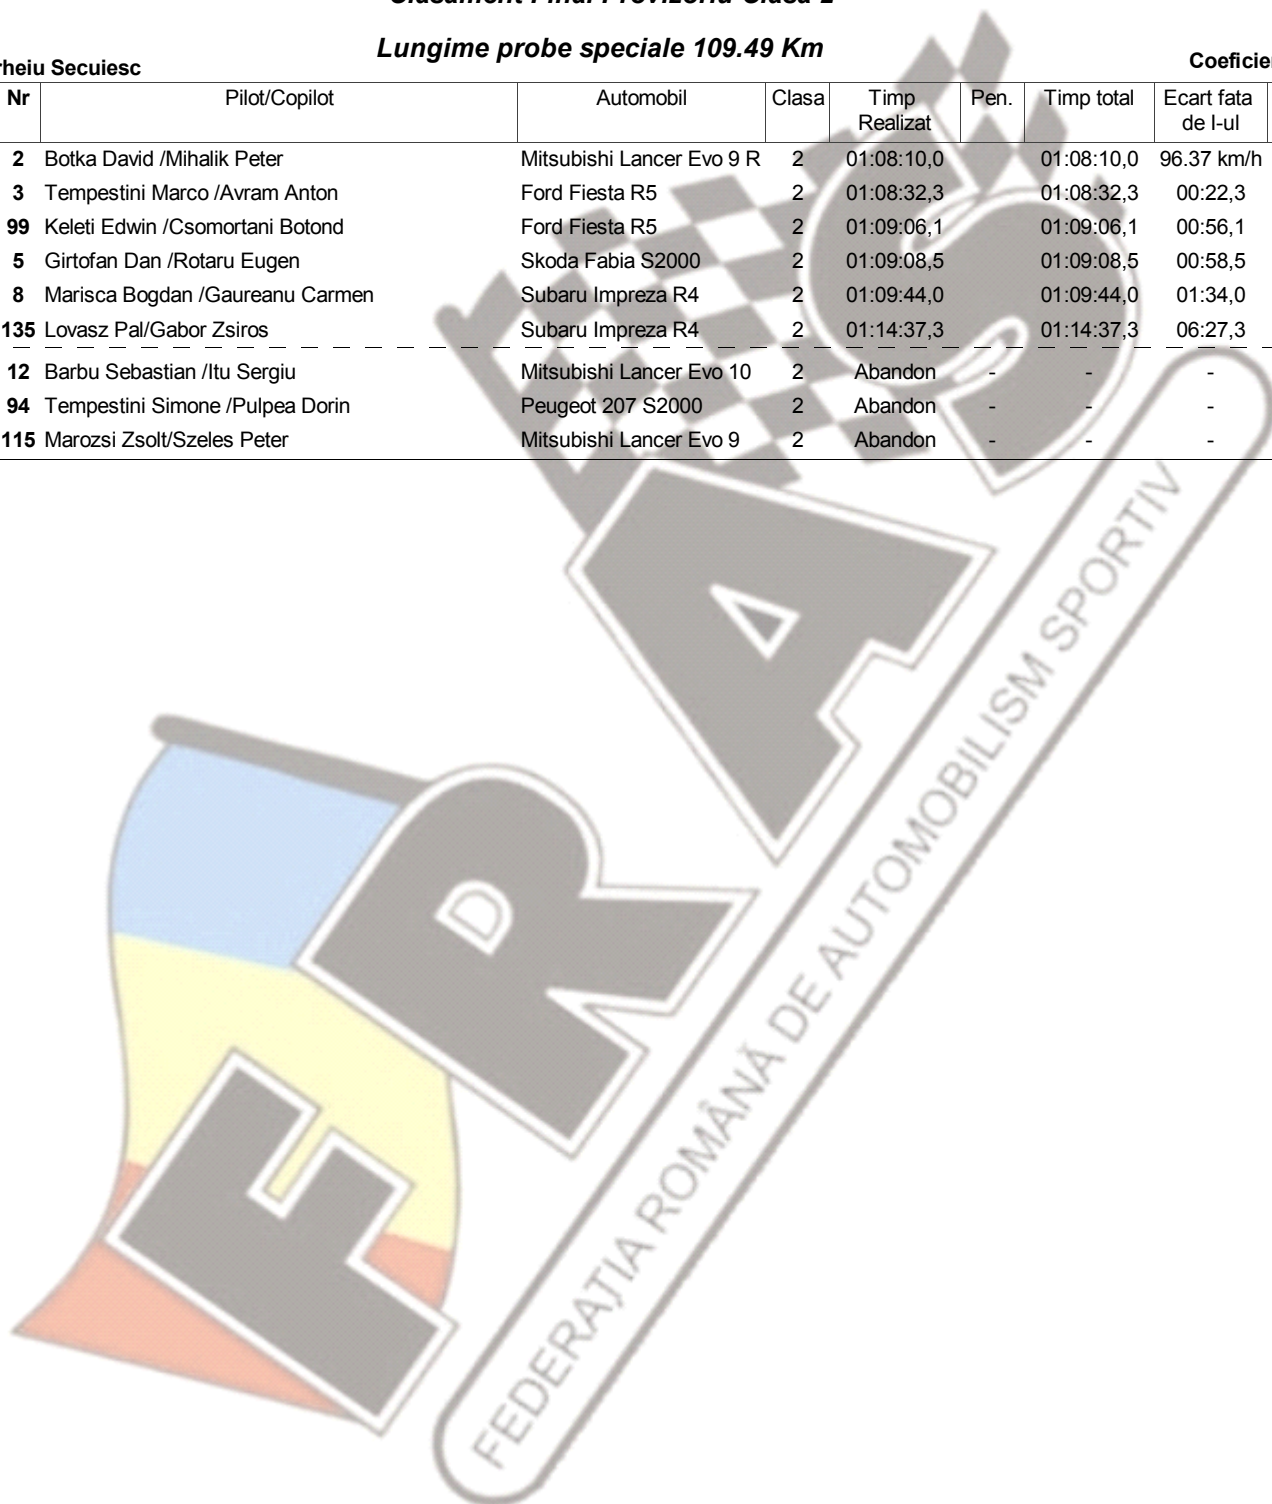 Lungime probe speciale 109.49 Km
rheiu Secuiesc Coeficie
Nr Pilot/Copilot Automobil Clasa Timp Realizat Pen. Timp total Ecart fata de l-ul
2 Botka David /Mihalik Peter Mitsubishi Lancer Evo 9 R 2 01:08:10,0 01:08:10,0 96.37 km/h
3 Tempestini Marco /Avram Anton Ford Fiesta R5 2 01:08:32,3 01:08:32,3 00:22,3
99 Keleti Edwin /Csomortani Botond Ford Fiesta R5 2 01:09:06,1 01:09:06,1 00:56,1
5 Girtofan Dan /Rotaru Eugen Skoda Fabia S2000 2 01:09:08,5 01:09:08,5 00:58,5
8 Marisca Bogdan /Gaureanu Carmen Subaru Impreza R4 2 01:09:44,0 01:09:44,0 01:34,0
135 Lovasz Pal/Gabor Zsiros Subaru Impreza R4 2 01:14:37,3 01:14:37,3 06:27,3
12 Barbu Sebastian /Itu Sergiu Mitsubishi Lancer Evo 10 2 Abandon - - -
94 Tempestini Simone /Pulpea Dorin Peugeot 207 S2000 2 Abandon - - -
115 Marozsi Zsolt/Szeles Peter Mitsubishi Lancer Evo 9 2 Abandon - - -
FRAS
FEDERAȚIA ROMÂNĂ DE AUTOMOBILISM SPORTIV